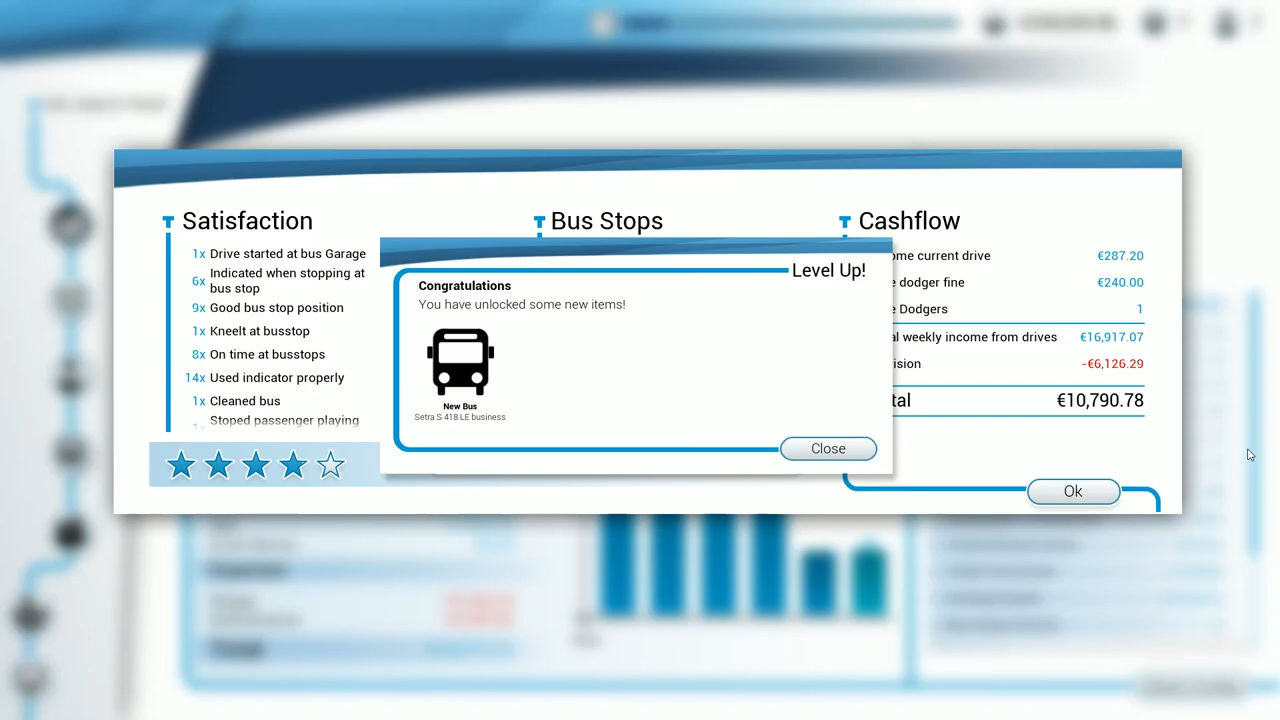 Satisfaction
1x Drive started at bus Garage
6x Indicated when stopping at
bus stop
9x Good bus stop position
1x Kneelt at busstop
8x On time at busstops
14x Used indicator properly
1x Cleaned bus
Stoped passenger playing
Bus Stops
Level Up!
Congratulations
You have unlocked some new items!
New Bus
Setra S 418 LE business
Close
Cashflow
current drive €287.20
dodger fine €240.00
Dodgers 1
weekly income from drives €16,917.07
-€6,126.29
€10,790.78
Ok